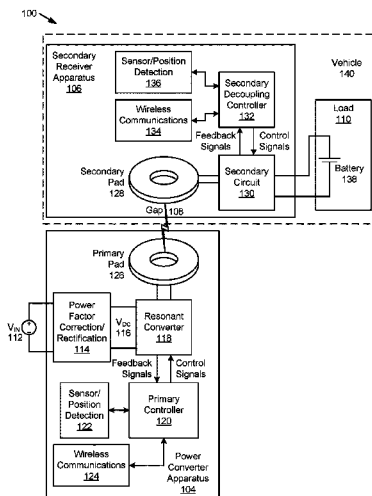 100
Secondary
Receiver
Apparatus
106
Sensor/Position
Detection
136
Wireless
Communications
134
Secondary
Decoupling
Controller
132
Vehicle
140
Load
110
Feedback
Signals
Control
Signals
Secondary
Pad
128
Secondary
Circuit
130
Battery
138
Gap
108
Primary
Pad
126
VIN
112
Power
Factor
Correction/
Rectification
114
VDC
116
Resonant
Converter
118
Feedback
Signals
Control
Signals
Sensor/
Position
Detection
122
Primary
Controller
120
Wireless
Communications
124
Power
Converter
Apparatus
104